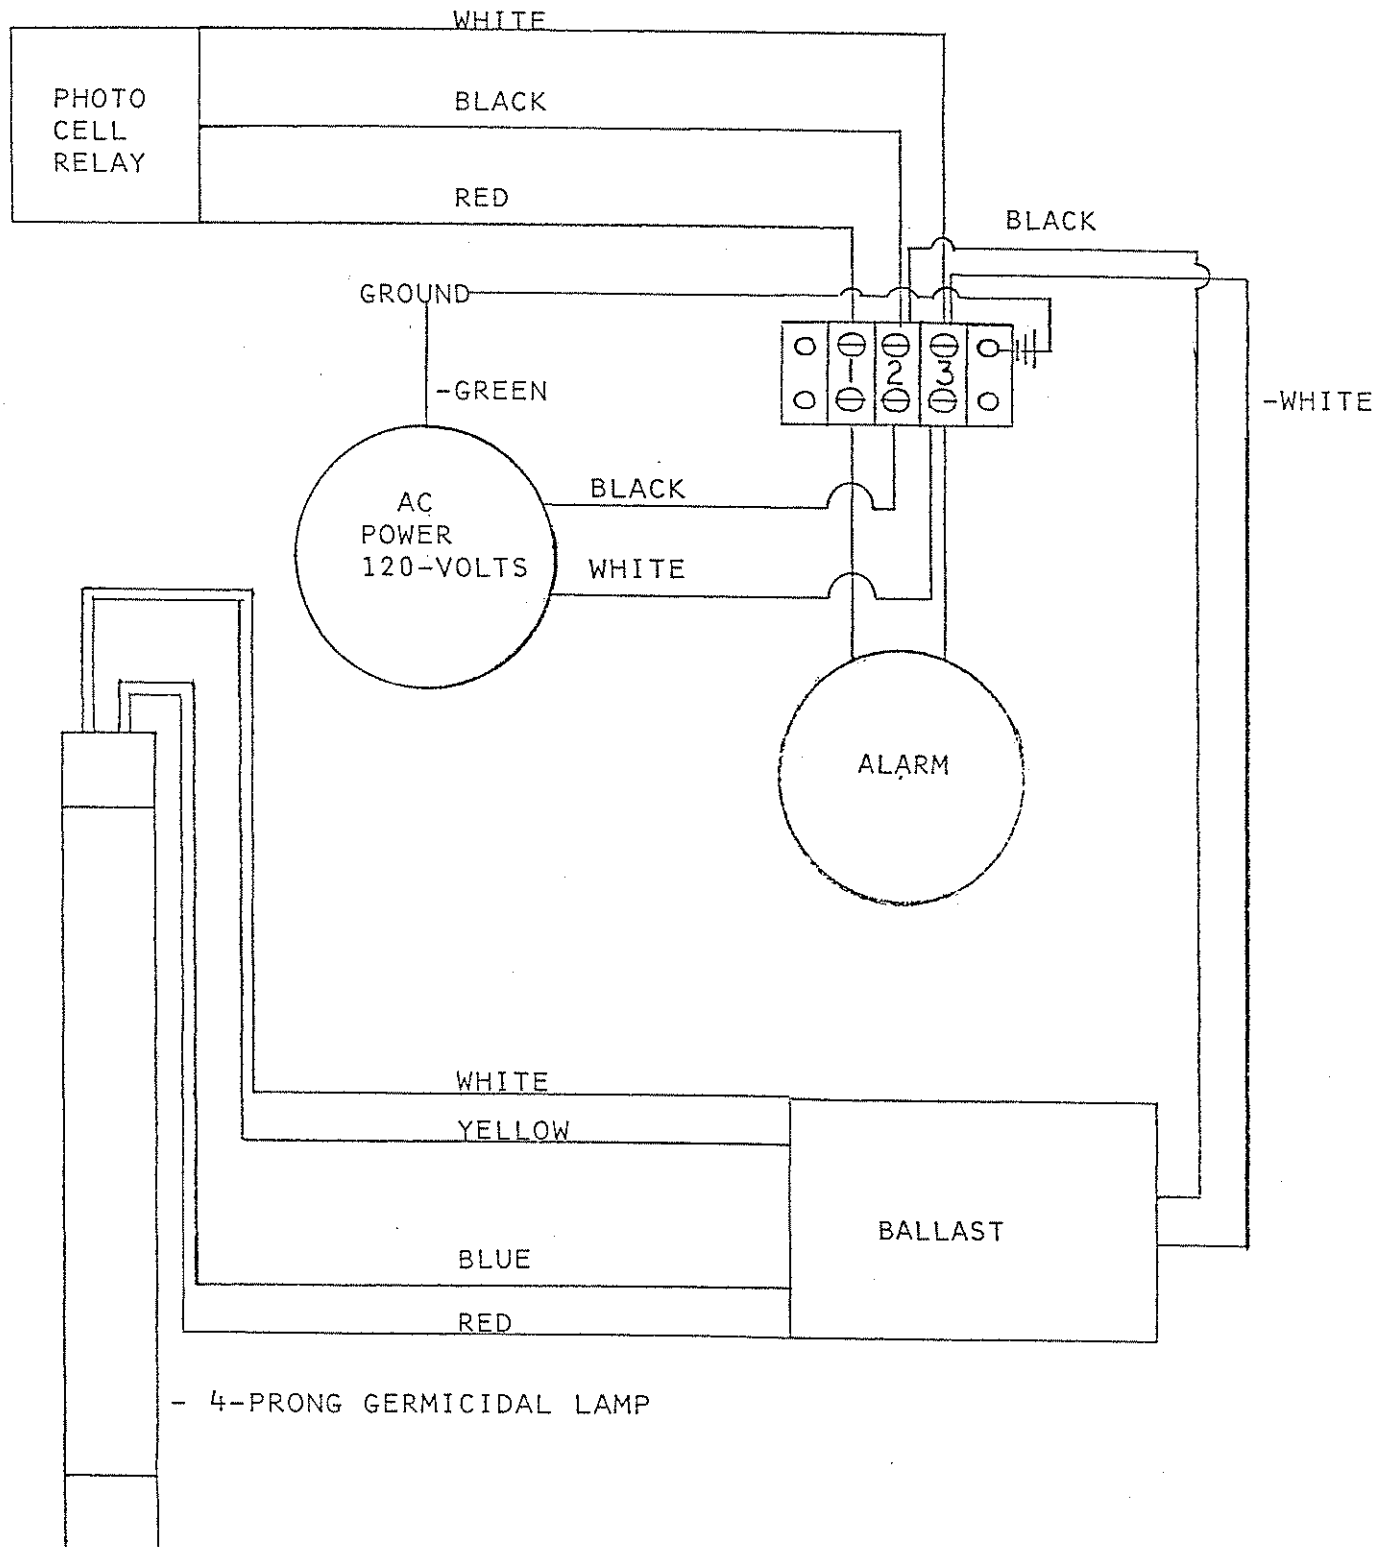 WHITE
PHOTO
CELL
RELAY
BLACK
RED
BLACK
GROUND
-GREEN
1 2 3
-WHITE
AC
POWER
120-VOLTS
BLACK
WHITE
ALARM
WHITE
YELLOW
BALLAST
BLUE
RED
- 4-PRONG GERMICIDAL LAMP